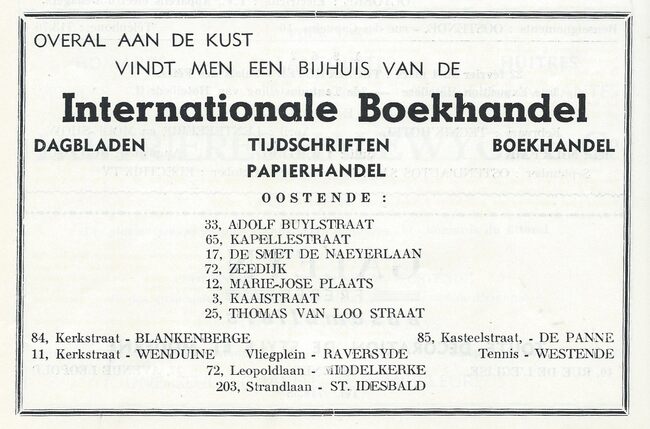 OVERAL AAN DE KUST
VINDT MEN EEN BIJHUIS VAN DE
Internationale Boekhandel
DAGBLADEN TIJDSCHRIFTEN BOEKHANDEL
PAPIERHANDEL
OOSTENDE :
33, ADOLF BUYLSTRAAT
65, KAPELLESTRAAT
17, DE SMET DE NAEYERLAAN
72, ZEEDIJK
12, MARIE-JOSE PLAATS
3, KAAISTRAAT
25, THOMAS VAN LOO STRAAT
84, Kerkstraat - BLANKENBERGE 85, Kasteelstraat, - DE PANNE
11, Kerkstraat - WENDUINE Vliegplein - RAVERSYDE Tennis - WESTENDE
72, Leopoldlaan - MIDDELKERKE
203, Strandlaan - ST. IDESBALD